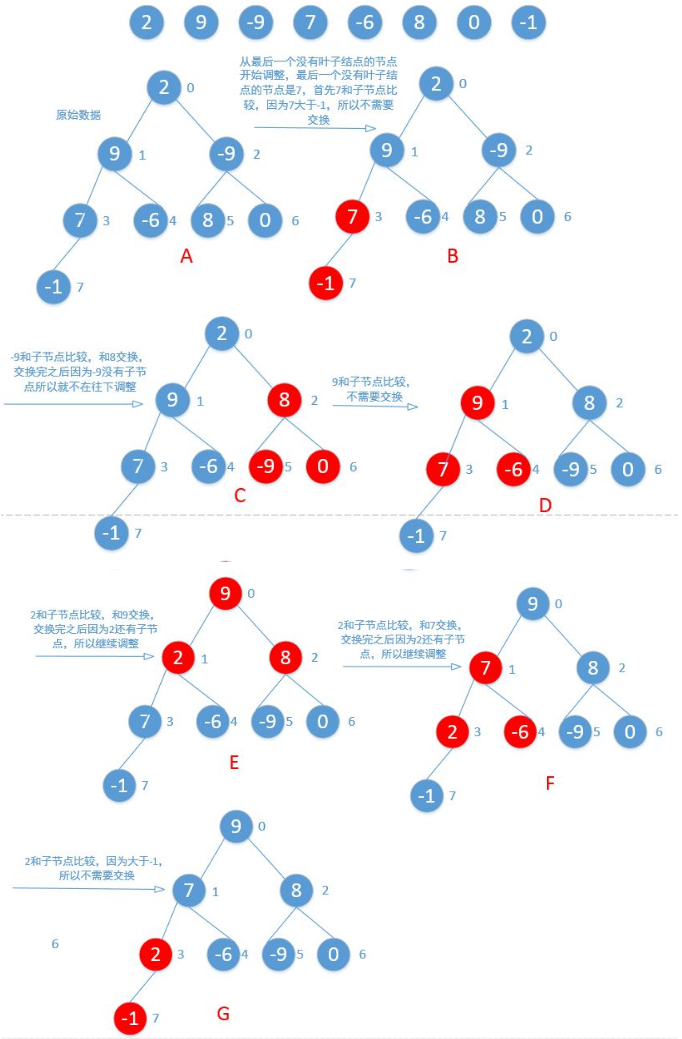 2 9 -9 7 -6 8 0 -1
从最后一个没有叶子结点的节点
开始调整，最后一个没有叶子结
点的节点是7，首先7和子节点比
较，因为7大于-1，所以不需要
交换
原始数据
2 0
9 1 -9 2
7 3 -6 4 8 5 0 6
-1 7
A
2 0
9 1 -9 2
7 3 -6 4 8 5 0 6
-1 7
B
-9和子节点比较，和8交换，
交换完之后因为-9没有子节
点所以就不在往下调整
2 0
9 1 8 2
7 3 -6 4 -9 5 0 6
-1 7
C
9和子节点比较，
不需要交换
2 0
9 1 8 2
7 3 -6 4 -9 5 0 6
-1 7
D
2和子节点比较，和9交换，
交换完之后因为2还有子节
点，所以继续调整
9 0
2 1 8 2
7 3 -6 4 -9 5 0 6
-1 7
E
2和子节点比较，和7交换，
交换完之后因为2还有子节
点，所以继续调整
9 0
7 1 8 2
2 3 -6 4 -9 5 0 6
-1 7
F
2和子节点比较，因为大于-1，
所以不需要交换
9 0
7 1 8 2
6
2 3 -6 4 -9 5 0 6
-1 7
G